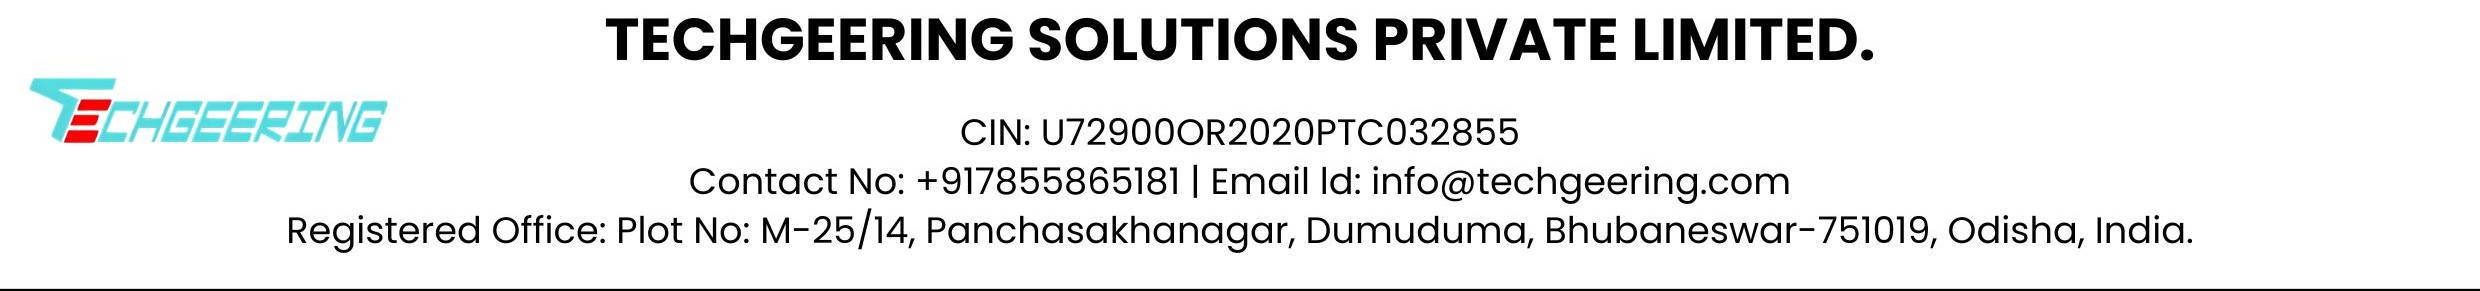 TECHGEERING SOLUTIONS PRIVATE LIMITED.
TECHGEERING
CIN: U72900OR2020PTC032855
Contact No: +917855865181 | Email Id: info@techgeering.com
Registered Office: Plot No: M-25/14, Panchasakhanagar, Dumuduma, Bhubaneswar-751019, Odisha, India.